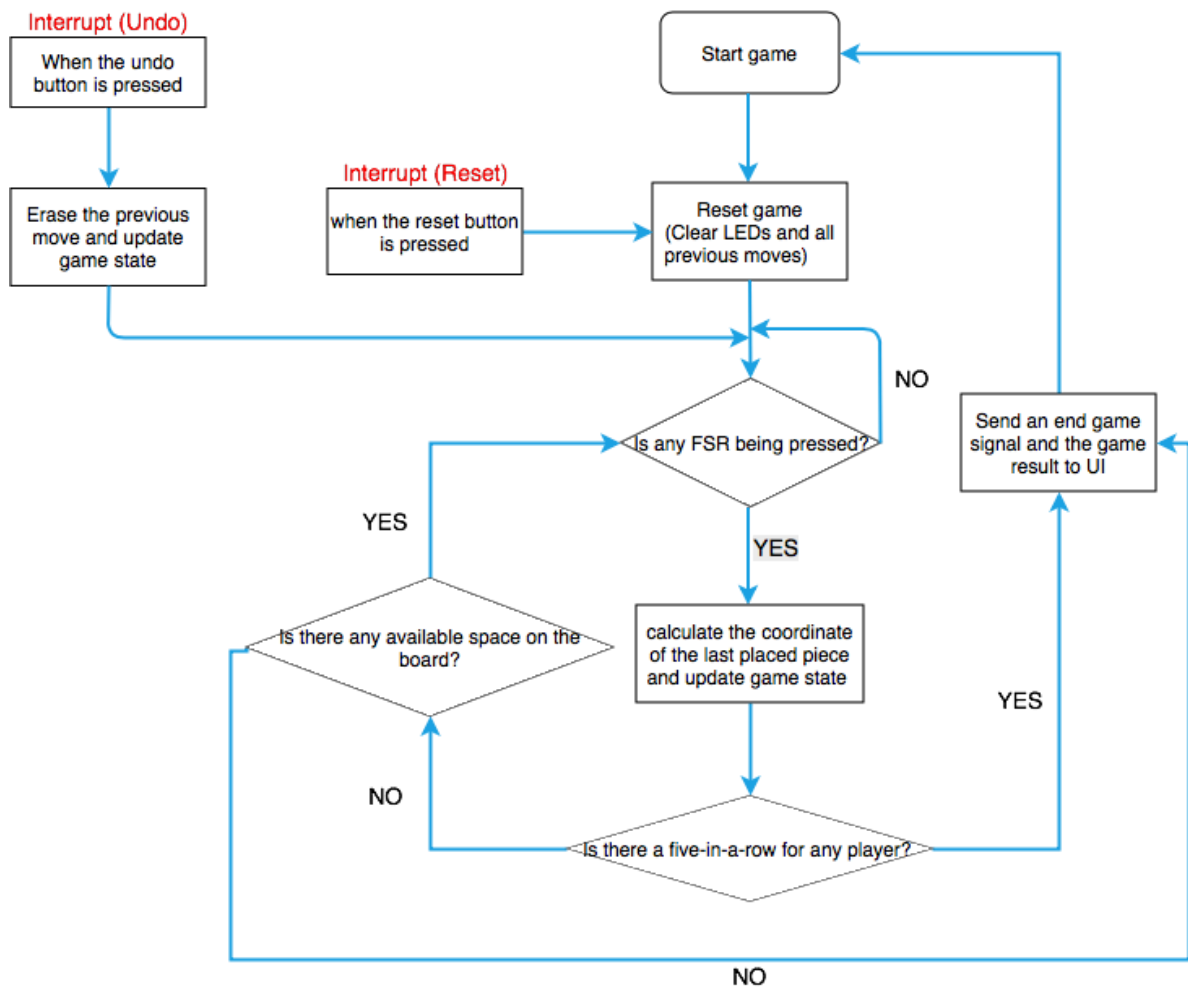 Interrupt (Undo)
When the undo
button is pressed
Erase the previous
move and update
game state
Interrupt (Reset)
when the reset button
is pressed
Start game
Reset game
(Clear LEDs and all
previous moves)
Is any FSR being pressed?
NO
YES
Send an end game
signal and the game
result to UI
YES
Is there any available space on the
board?
calculate the coordinate
of the last placed piece
and update game state
YES
NO
Is there a five-in-a-row for any player?
NO